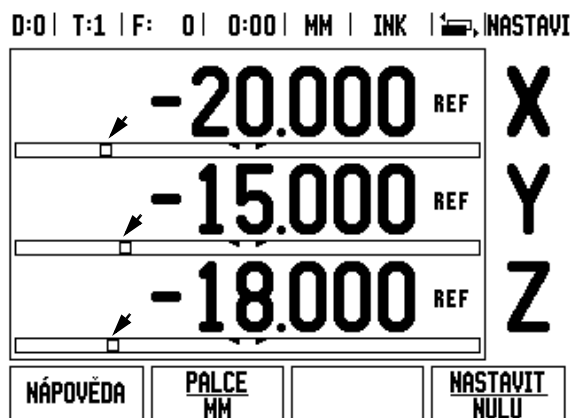 D:0 | T:1 | F: 0 | 0:00 | MM | INK | NASTAVI
-20.000 REF X
-15.000 REF Y
-18.000 REF Z
NÁPOVĚDA
PALCE
MM
NASTAVIT
NULU